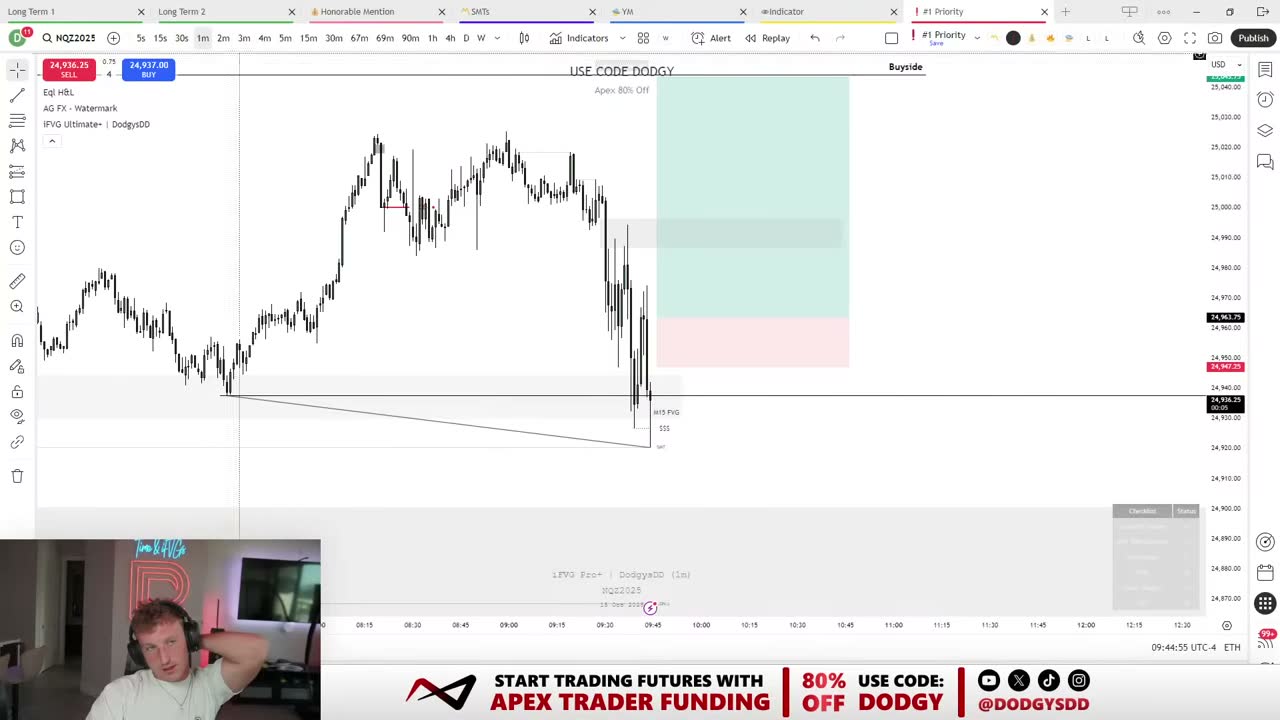 Long Term 1
Long Term 2
Honorable Mention
SMTs
YM
Indicator
#1 Priority
11
NQZ2025
5s 15s 30s 1m 2m 3m 4m 5m 15m 30m 67m 69m 90m 1h 4h D W
Indicators
w
Alert
Replay
#1 Priority
Save
L L
Publish
24,936.25
SELL
0.75
4
24,937.00
BUY
Eql H&L
AG FX - Watermark
iFVG Ultimate+ | DodgysDD
USE CODE DODGY
Apex 80% Off
Buyside
USD
25,040.00
25,030.00
25,020.00
25,010.00
25,000.00
24,990.00
24,980.00
24,970.00
24,963.75
24,960.00
24,950.00
24,947.25
24,940.00
24,936.25
00:05
24,930.00
24,920.00
24,910.00
24,900.00
24,890.00
24,880.00
24,870.00
M15 FVG
SSS
SMT
Checklist Status
iFVG Pro+ | DodgysDD (1m)
NQZ2025
08:15 08:30 08:45 09:00 09:15 09:30 09:45 10:00 10:15 10:30 10:45 11:00 11:15 11:30 11:45 12:00 12:15 12:30
09:44:55 UTC-4 ETH
99+
Time & iFVGs
START TRADING FUTURES WITH
APEX TRADER FUNDING
80%
OFF
USE CODE:
DODGY
@DODGYSDD